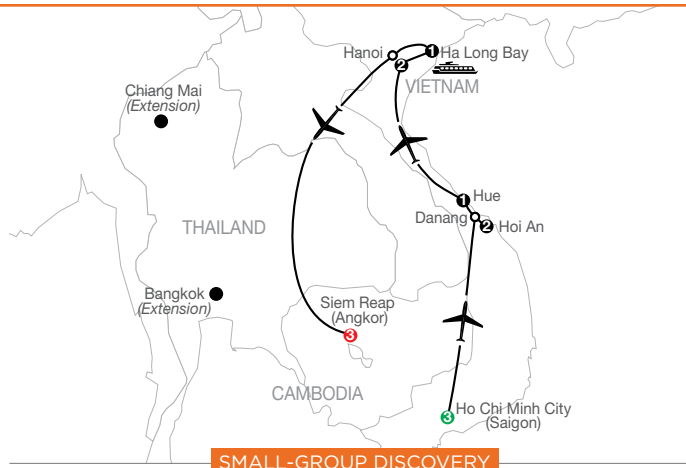 Hanoi
1
Ha Long Bay
2
VIETNAM
Chiang Mai
(Extension)
1
Hue
Danang
2
Hoi An
THAILAND
Bangkok
(Extension)
Siem Reap
(Angkor)
3
CAMBODIA
3
Ho Chi Minh City
(Saigon)
SMALL-GROUP DISCOVERY